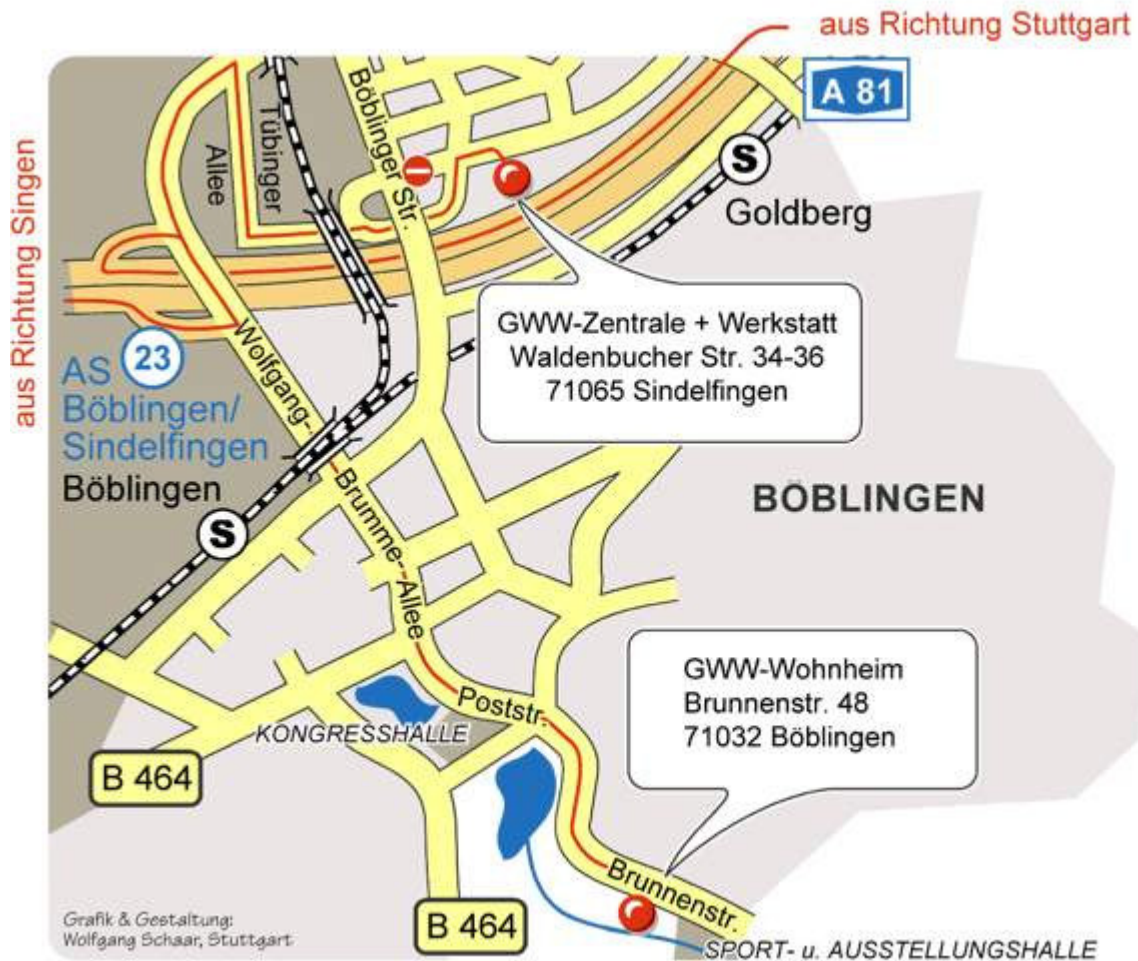 aus Richtung Stuttgart
A 81
aus Richtung Singen
Böblinger Str.
Tübinger
Allee
S
Goldberg
GWW-Zentrale + Werkstatt
Waldenbucher Str. 34-36
71065 Sindelfingen
23
AS
Böblingen/
Sindelfingen
Böblingen
S
Wolfgang-
Brumme-
Allee
BÖBLINGEN
GWW-Wohnheim
Brunnenstr. 48
71032 Böblingen
Poststr.
KONGRESSHALLE
B 464
Brunnenstr.
B 464
SPORT- u. AUSSTELLUNGSHALLE
Grafik & Gestaltung:
Wolfgang Schaar, Stuttgart